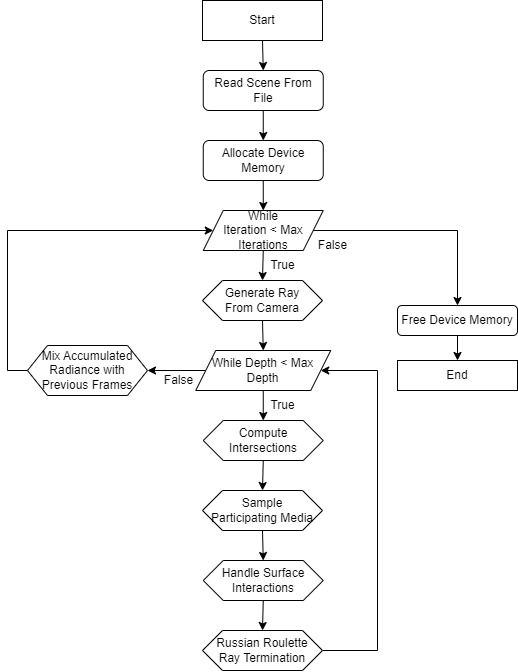 Start
Read Scene From
File
Allocate Device
Memory
While
Iteration < Max
Iterations
False
True
Generate Ray
From Camera
Free Device Memory
Mix Accumulated
Radiance with
Previous Frames
While Depth < Max
Depth
End
False
True
Compute
Intersections
Sample
Participating Media
Handle Surface
Interactions
Russian Roulette
Ray Termination